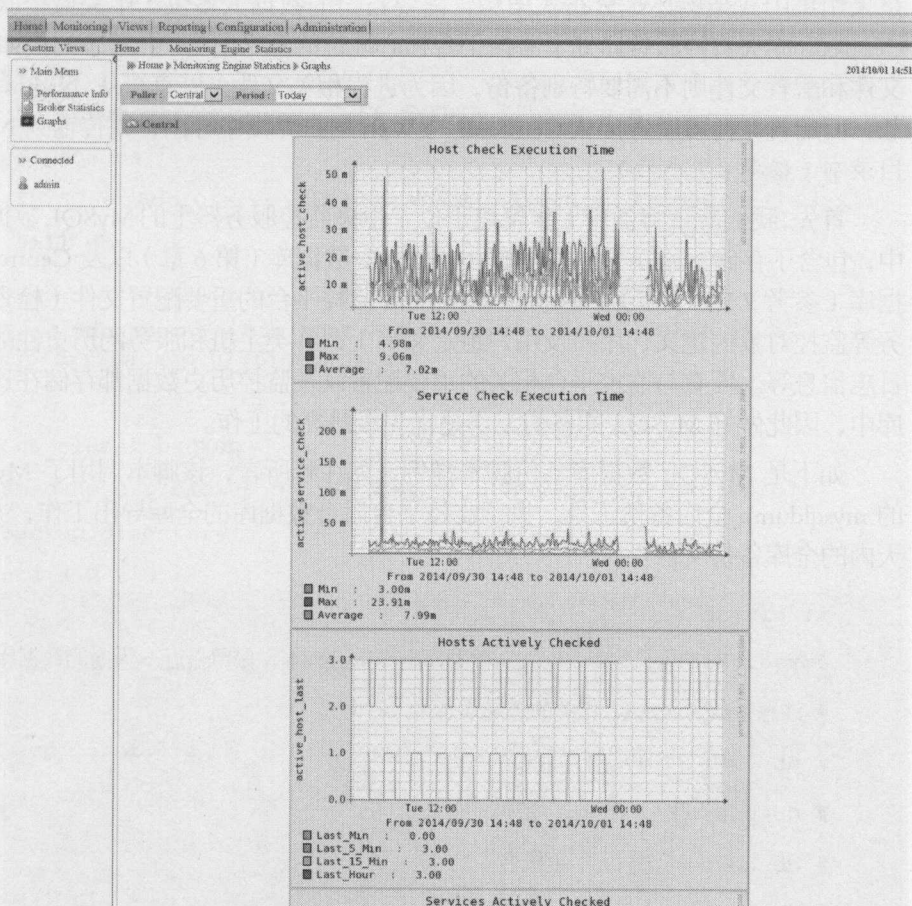 Home| Monitoring| Views| Reporting| Configuration| Administration|
Custom Views | Home | Monitoring Engine Statistics
Main Menu
Performance Info
Broker Statistics
Graphs
Connected
admin
Home Monitoring Engine Statistics Graphs
2014/10/01 14:51
Poller : Central Period : Today
Central
Host Check Execution Time
active_host_check
50 m
40 m
30 m
20 m
10 m
Tue 12:00 Wed 00:00
From 2014/09/30 14:48 to 2014/10/01 14:48
Min : 4.98m
Max : 9.06m
Average : 7.02m
Service Check Execution Time
active_service_check
200 m
150 m
100 m
50 m
Tue 12:00 Wed 00:00
From 2014/09/30 14:48 to 2014/10/01 14:48
Min : 3.00m
Max : 23.91m
Average : 7.99m
Hosts Actively Checked
active_host_last
3.0
2.0
1.0
0.0
Tue 12:00 Wed 00:00
From 2014/09/30 14:48 to 2014/10/01 14:48
Last_Min : 0.00
Last_5_Min : 3.00
Last_15_Min : 3.00
Last_Hour : 3.00
Services Actively Checked